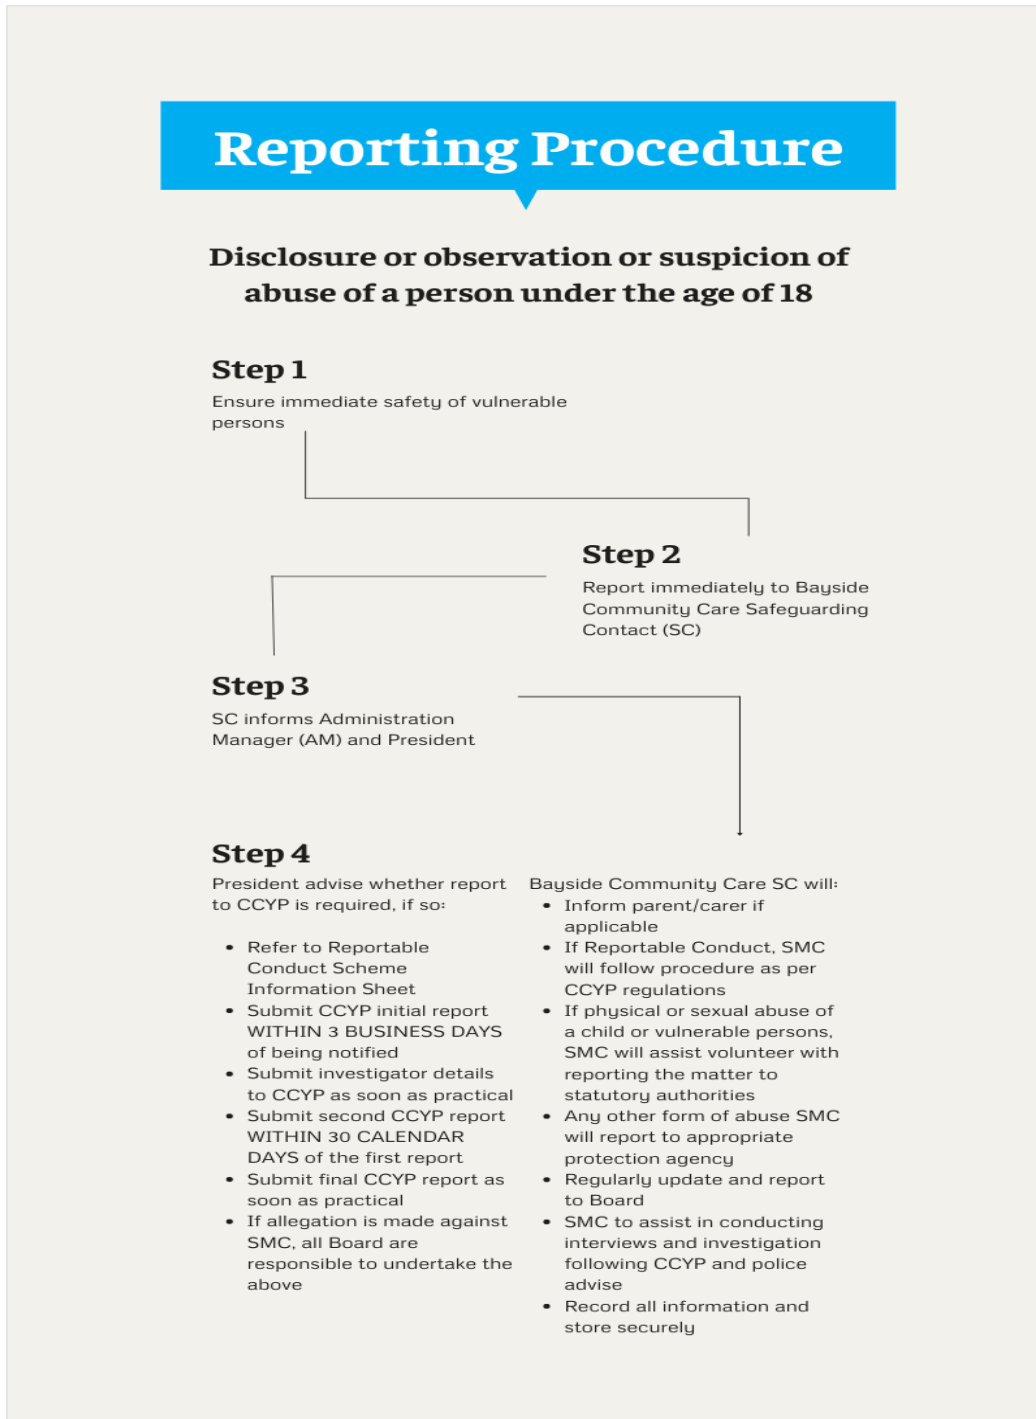 Reporting Procedure
Disclosure or observation or suspicion of
abuse of a person under the age of 18
Step 1
Ensure immediate safety of vulnerable
persons
Step 2
Report immediately to Bayside
Community Care Safeguarding
Contact (SC)
Step 3
SC informs Administration
Manager (AM) and President
Step 4
President advise whether report
to CCYP is required, if so:
• Refer to Reportable
Conduct Scheme
Information Sheet
• Submit CCYP initial report
WITHIN 3 BUSINESS DAYS
of being notified
• Submit investigator details
to CCYP as soon as practical
• Submit second CCYP report
WITHIN 30 CALENDAR
DAYS of the first report
• Submit final CCYP report as
soon as practical
• If allegation is made against
SMC, all Board are
responsible to undertake the
above
Bayside Community Care SC will:
• Inform parent/carer if
applicable
• If Reportable Conduct, SMC
will follow procedure as per
CCYP regulations
• If physical or sexual abuse of
a child or vulnerable persons,
SMC will assist volunteer with
reporting the matter to
statutory authorities
• Any other form of abuse SMC
will report to appropriate
protection agency
• Regularly update and report
to Board
• SMC to assist in conducting
interviews and investigation
following CCYP and police
advise
• Record all information and
store securely